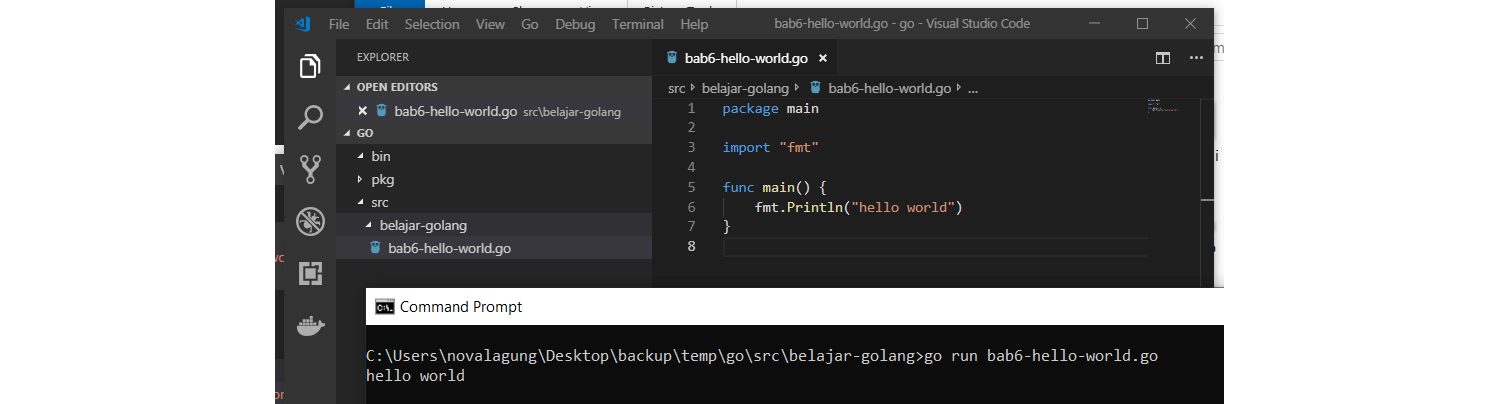 File Edit Selection View Go Debug Terminal Help bab6-hello-world.go - go - Visual Studio Code
EXPLORER
OPEN EDITORS
bab6-hello-world.go src\belajar-golang
GO
bin
pkg
src
belajar-golang
bab6-hello-world.go
bab6-hello-world.go
src belajar-golang bab6-hello-world.go ...
1 package main
2
3 import "fmt"
4
5 func main() {
6 fmt.Println("hello world")
7 }
8
Command Prompt
C:\Users\novalagung\Desktop\backup\temp\go\src\belajar-golang>go run bab6-hello-world.go
hello world